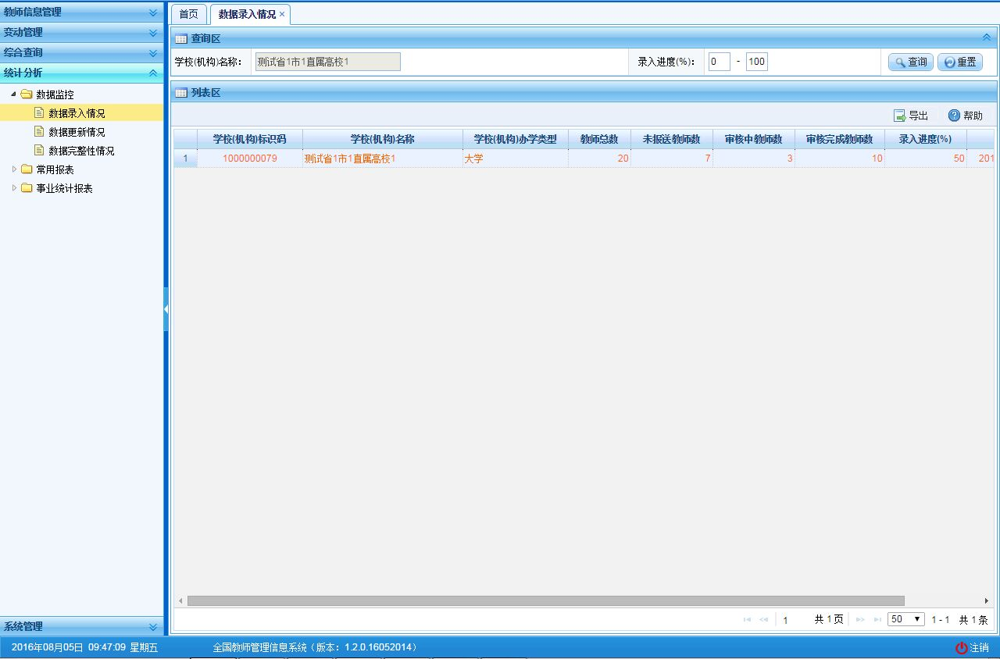 教师信息管理
变动管理
综合查询
统计分析
数据监控
数据录入情况
数据更新情况
数据完整性情况
常用报表
事业统计报表
系统管理
首页 数据录入情况 ×
查询区
学校(机构)名称: 测试省1市1直属高校1 录入进度(%): 0 - 100 查询 重置
列表区
导出 帮助
学校(机构)标识码 学校(机构)名称 学校(机构)办学类型 教师总数 未报送教师数 审核中教师数 审核完成教师数 录入进度(%)
1 1000000079 测试省1市1直属高校1 大学 20 7 3 10 50 201
1 共 1 页 50 1 - 1 共 1 条
2016年08月05日 09:47:09 星期五 全国教师管理信息系统（版本：1.2.0.16052014） 注销